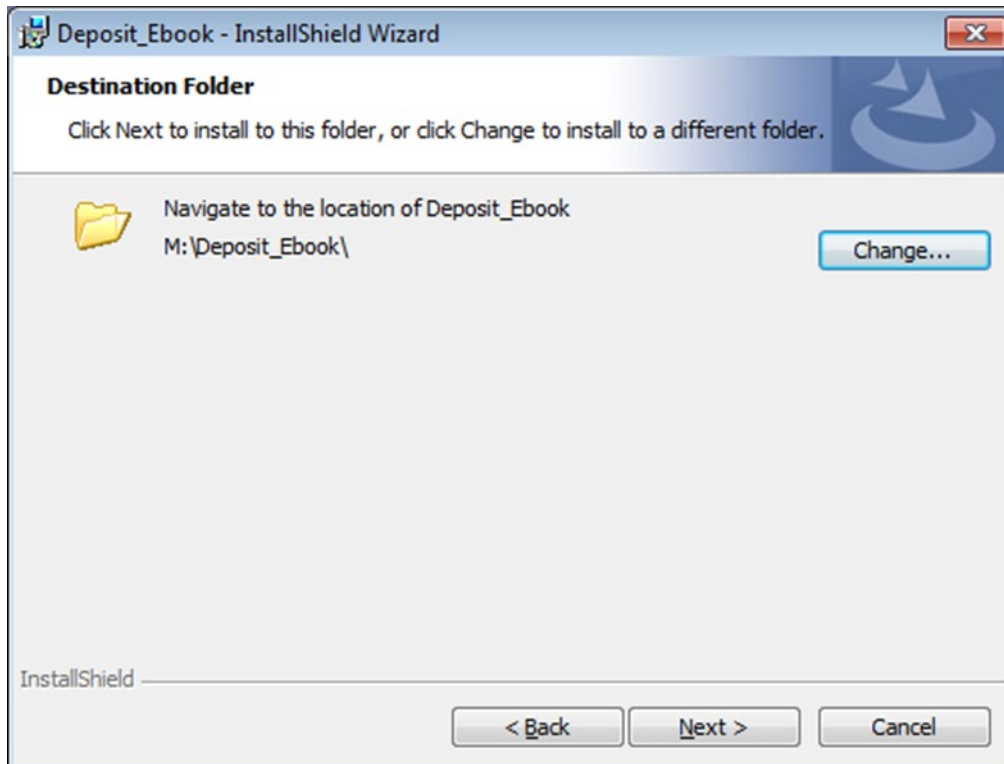 Deposit_Ebook - InstallShield Wizard
Destination Folder
Click Next to install to this folder, or click Change to install to a different folder.
Navigate to the location of Deposit_Ebook
M:\Deposit_Ebook\
Change...
InstallShield
< Back
Next >
Cancel